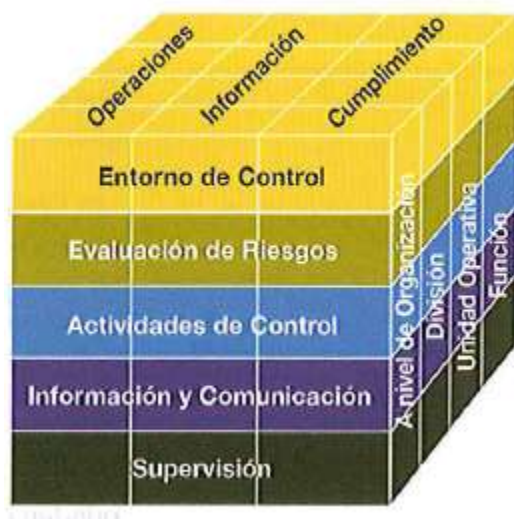 Operaciones
Información
Cumplimiento
Entorno de Control
Evaluación de Riesgos
Actividades de Control
Información y Comunicación
Supervisión
A nivel de Organización
División
Unidad Operativa
Función